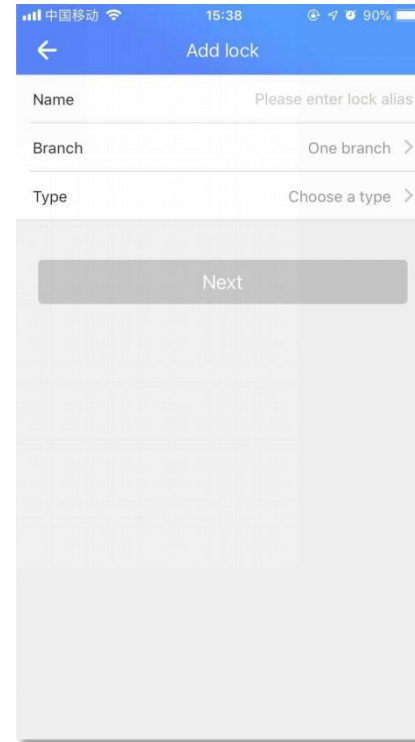 中国移动 15:38 90%
Add lock
Name Please enter lock alias
Branch One branch >
Type Choose a type >
Next